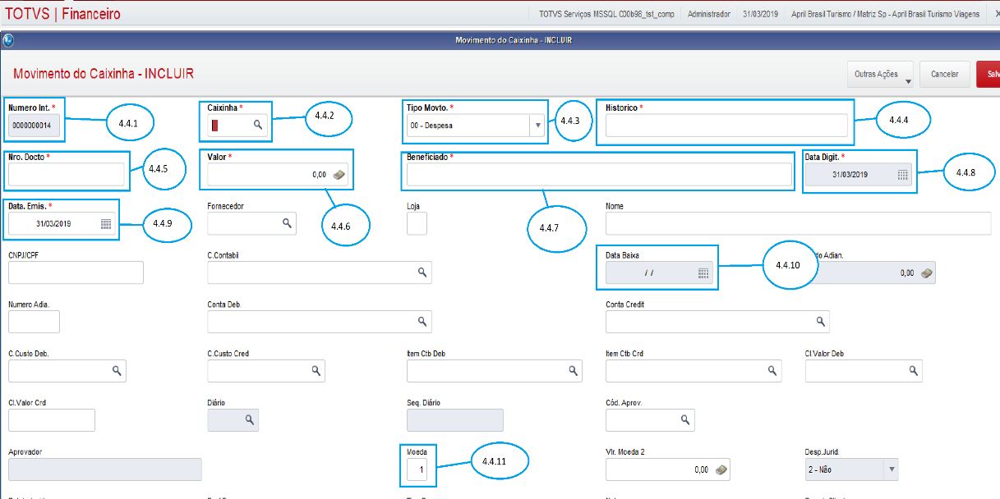 TOTVS | Financeiro
TOTVS Serviços MSSQL C00b98_tst_comp Administrador 31/03/2019 April Brasil Turismo / Matriz Sp - April Brasil Turismo Viagens
Movimento do Caixinha - INCLUIR
Movimento do Caixinha - INCLUIR
Outras Ações Cancelar Salv
Numero Int. * Caixinha * Tipo Movto. * Historico *
0000000014 4.4.1 4.4.2 00 - Despesa 4.4.3 4.4.4
Nro. Docto * Valor * Beneficiado * Data Digit. *
4.4.5 0,00 31/03/2019 4.4.8
Data. Emis. * Fornecedor Loja Nome
31/03/2019 4.4.9 4.4.6 4.4.7
CNPJ/CPF C.Contabil Data Baixa do Adian.
/ / 4.4.10 0,00
Numero Adia. Conta Deb. Conta Credit
C.Custo Deb. C.Custo Cred Item Ctb Deb Item Ctb Crd Cl.Valor Deb
Cl.Valor Crd Diário Seq. Diário Cód. Aprov.
Aprovador Moeda Vlr. Moeda 2 Desp.Jurid.
1 4.4.11 0,00 2 - Não